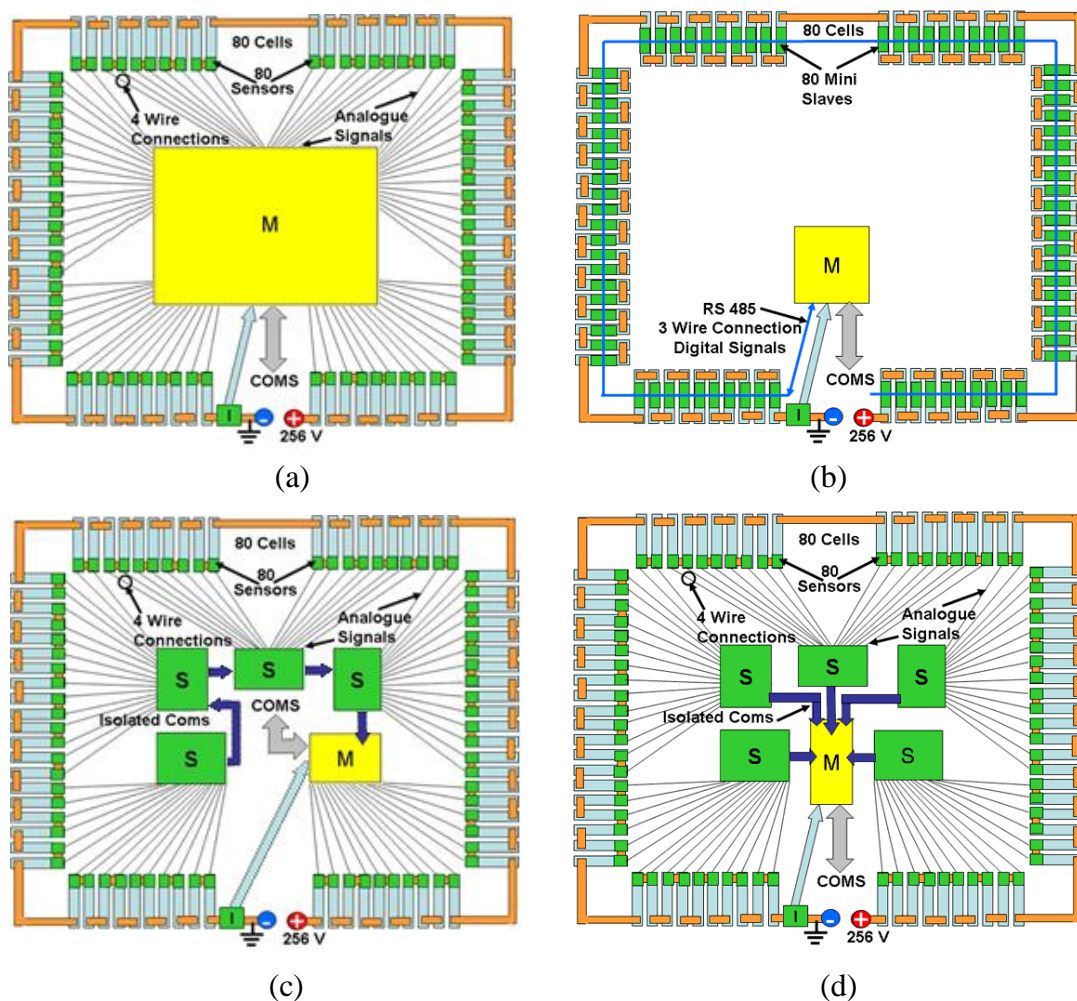 80 Cells
80
Sensors
4 Wire
Connections
Analogue
Signals
M
COMS
I
-
+
256 V
(a)
80 Cells
80 Mini
Slaves
M
RS 485
3 Wire Connection
Digital Signals
COMS
I
-
+
256 V
(b)
80 Cells
80
Sensors
4 Wire
Connections
Analogue
Signals
S
S
S
Isolated Coms
COMS
S
M
I
-
+
256 V
(c)
80 Cells
80
Sensors
4 Wire
Connections
Analogue
Signals
S
S
S
Isolated Coms
S
M
S
COMS
I
-
+
256 V
(d)